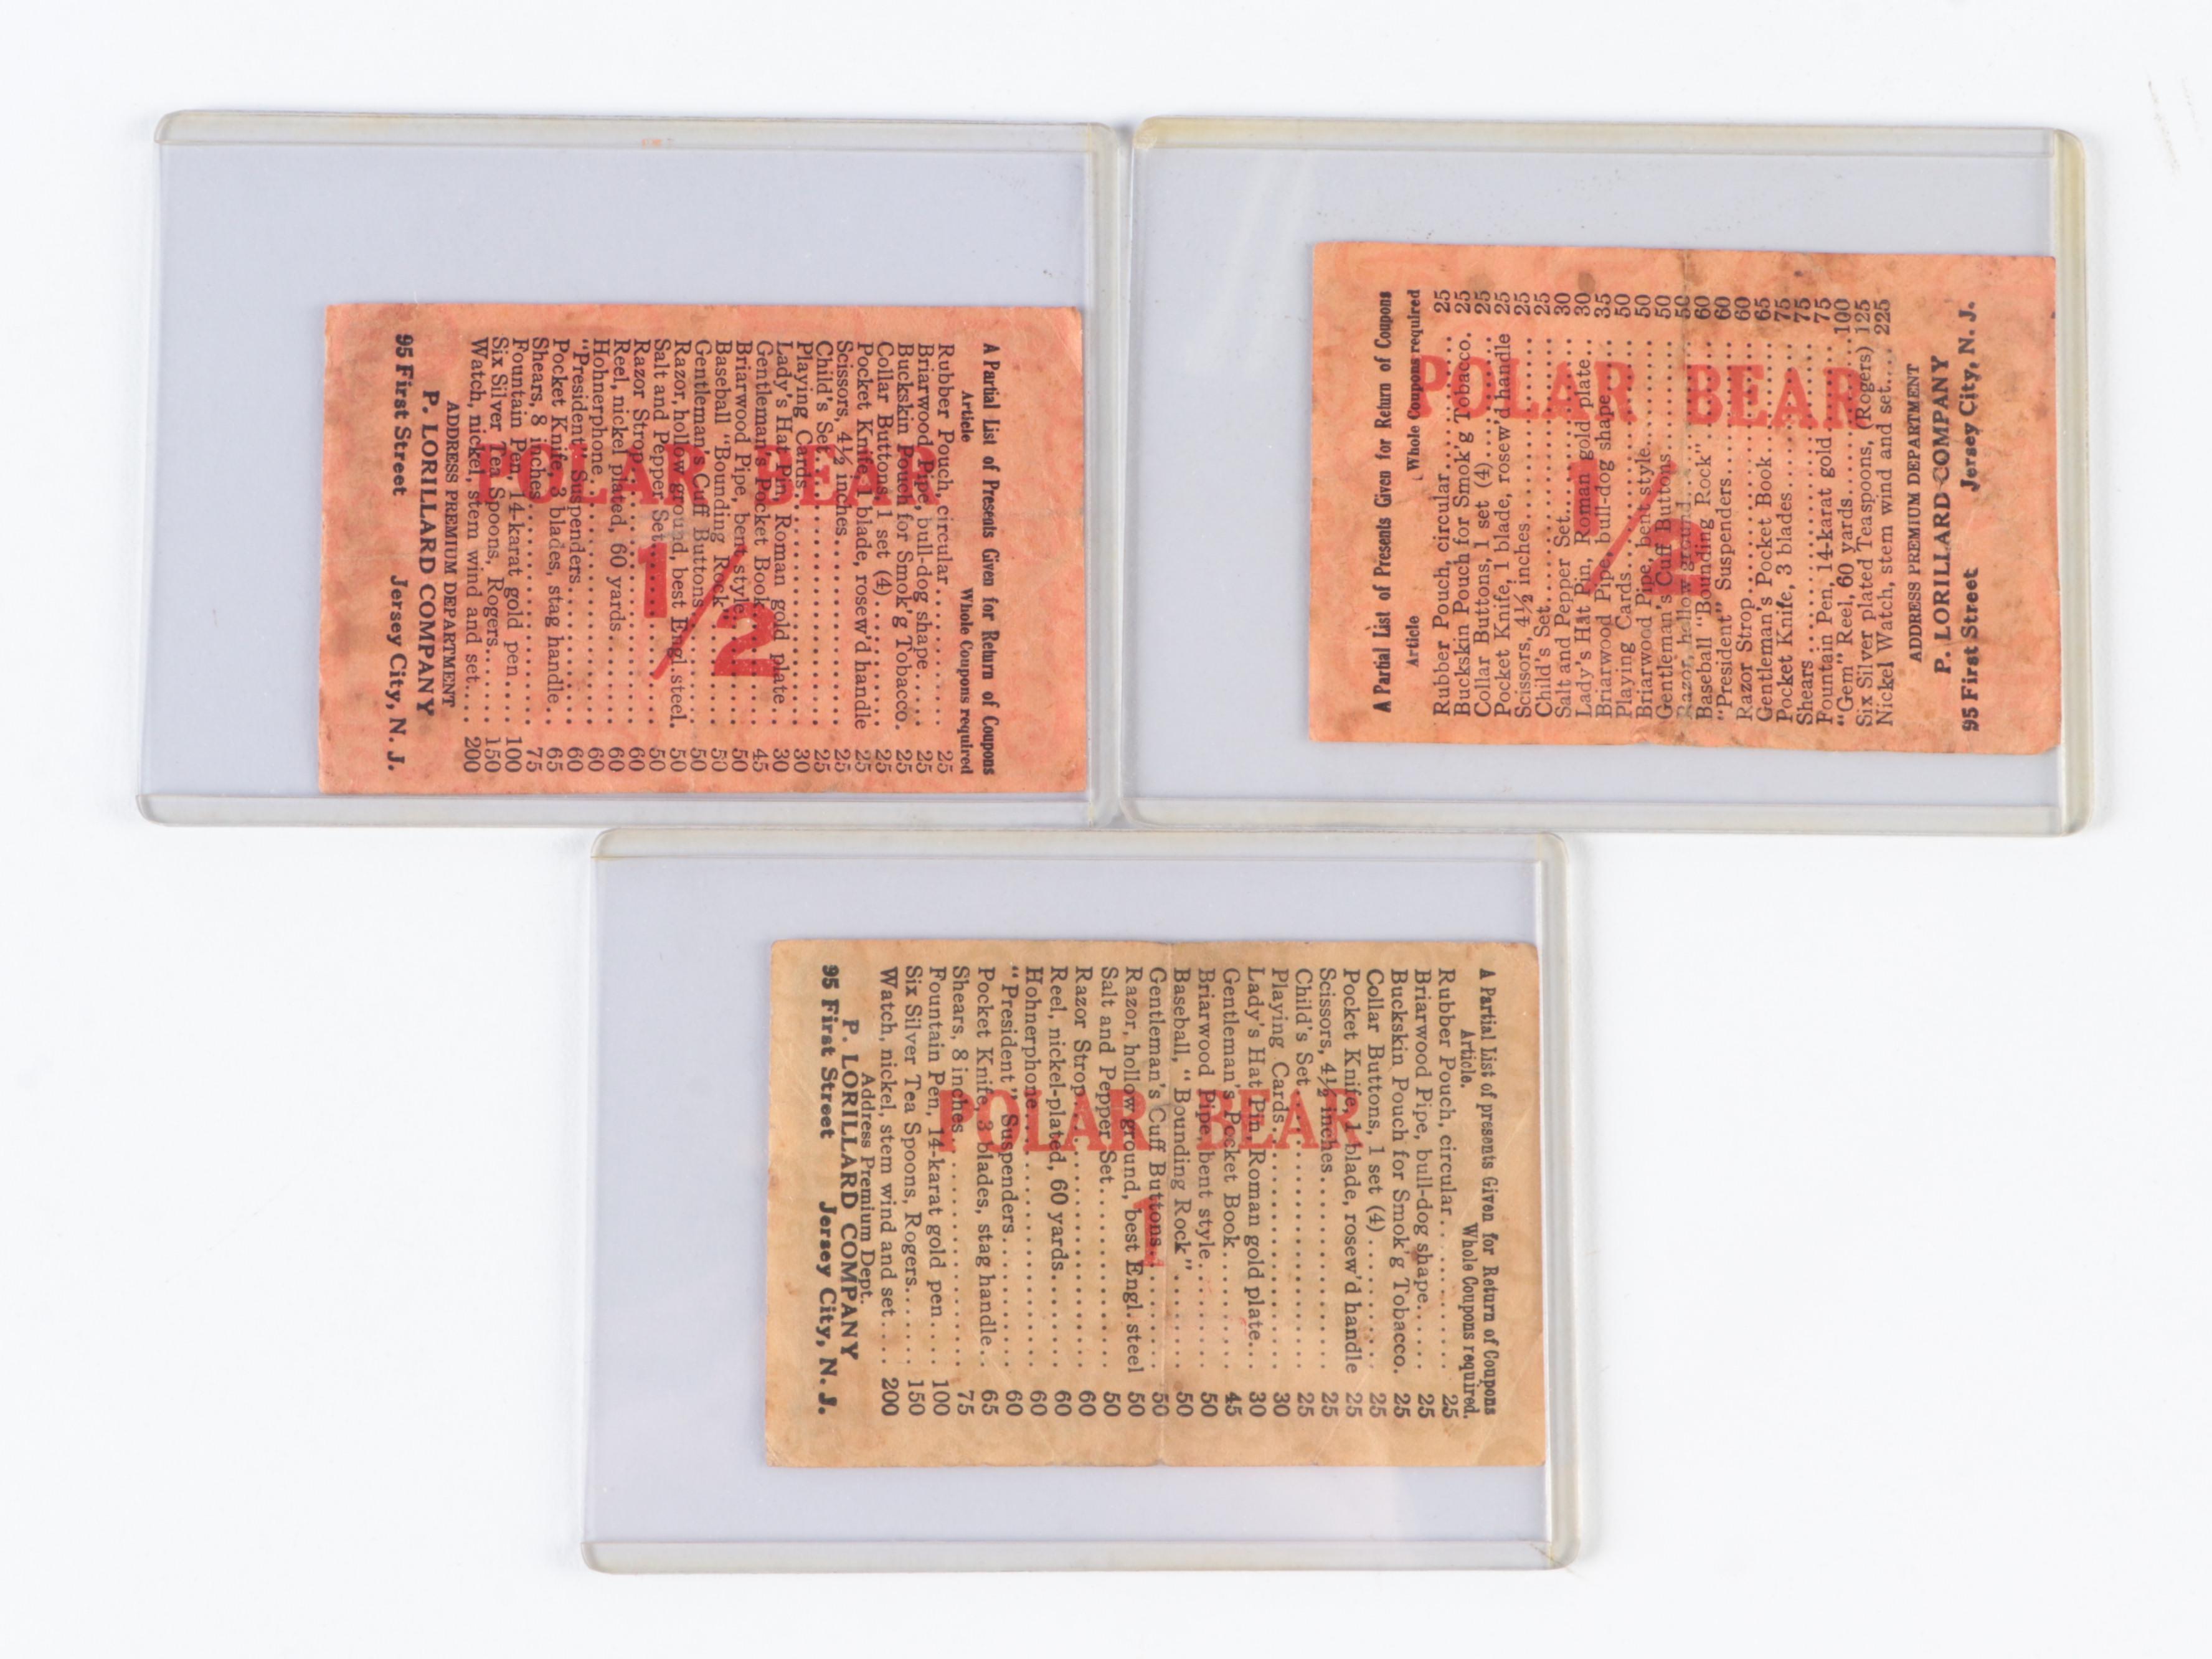 A Partial List of Presents Given for Return of Coupons
Article Whole Coupons required
Rubber Pouch, circular.......... 25
Briarwood Pipe, bull-dog shape..... 25
Buckskin Pouch for Smok'g Tobacco. 25
Collar Buttons, 1 set (4)......... 25
Pocket Knife, 1 blade, rosew'd handle 25
Scissors, 4½ inches.............. 25
Child's Set.............. 25
Playing Cards.............. 30
Lady's Hat Pin, Roman gold plate.. 30
Gentleman's Pocket Book........ 45
Briarwood Pipe, bent style........ 50
Baseball "Bounding Rock"........ 50
Gentleman's Cuff Buttons........ 50
Razor, hollow ground, best Engl. steel. 50
Salt and Pepper Set.............. 50
Razor Strop.............. 60
Reel, nickel plated, 60 yards........ 60
Hohnerphone.............. 60
"President" Suspenders.......... 60
Pocket Knife, 3 blades, stag handle.. 65
Shears, 8 inches.............. 75
Fountain Pen, 14-karat gold pen.... 100
Six Silver Tea Spoons, Rogers..... 150
Watch, nickel, stem wind and set.... 200
ADDRESS PREMIUM DEPARTMENT
P. LORILLARD COMPANY
95 First Street Jersey City, N. J.
POLAR BEAR
1/2
A Partial List of Presents Given for Return of Coupons
Article Whole Coupons required
Rubber Pouch, circular.......... 25
Buckskin Pouch for Smok'g Tobacco. 25
Collar Buttons, 1 set (4).......... 25
Pocket Knife, 1 blade, rosew'd handle 25
Scissors, 4½ inches.............. 25
Child's Set.............. 25
Salt and Pepper Set.............. 30
Lady's Hat Pin, Roman gold plate.. 30
Briarwood Pipe, bull-dog shape.... 35
Playing Cards.............. 50
Briarwood Pipe, bent style........ 50
Gentleman's Cuff Buttons........ 50
Razor, hollow ground.......... 50
Baseball "Bounding Rock"........ 60
"President" Suspenders.......... 60
Razor Strop.............. 60
Gentleman's Pocket Book........ 65
Pocket Knife, 3 blades.......... 75
Shears.............. 75
Fountain Pen, 14-karat gold........ 75
"Gem" Reel, 60 yards.......... 100
Six Silver plated Teaspoons, (Rogers) 125
Nickel Watch, stem wind and set.... 225
ADDRESS PREMIUM DEPARTMENT
P. LORILLARD COMPANY
95 First Street Jersey City, N. J.
POLAR BEAR
1/2
A Partial List of presents Given for Return of Coupons
Article. Whole Coupons required.
Rubber Pouch, circular.......... 25
Briarwood Pipe, bull-dog shape..... 25
Buckskin Pouch for Smok'g Tobacco. 25
Collar Buttons, 1 set (4)......... 25
Pocket Knife, 1 blade, rosew'd handle 25
Scissors, 4½ inches.............. 25
Child's Set.............. 25
Playing Cards.............. 30
Lady's Hat Pin, Roman gold plate... 30
Gentleman's Pocket Book........ 45
Briarwood Pipe, bent style........ 50
Baseball, "Bounding Rock"........ 50
Gentleman's Cuff Buttons........ 50
Razor, hollow ground, best Engl. steel 50
Salt and Pepper Set.............. 50
Razor Strop.............. 60
Reel, nickel-plated, 60 yards........ 60
Hohnerphone.............. 60
"President" Suspenders.......... 60
Pocket Knife, 3 blades, stag handle.. 65
Shears, 8 inches.............. 75
Fountain Pen, 14-karat gold pen.... 100
Six Silver Tea Spoons, Rogers..... 150
Watch, nickel, stem wind and set.... 200
Address Premium Dept.
P. LORILLARD COMPANY
95 First Street Jersey City, N. J.
POLAR BEAR
1